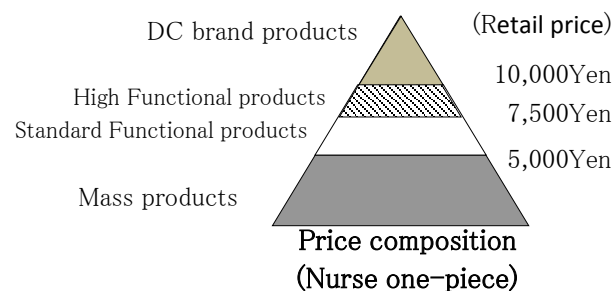 DC brand products
(Retail price)
10,000Yen
High Functional products
7,500Yen
Standard Functional products
5,000Yen
Mass products
Price composition
(Nurse one-piece)